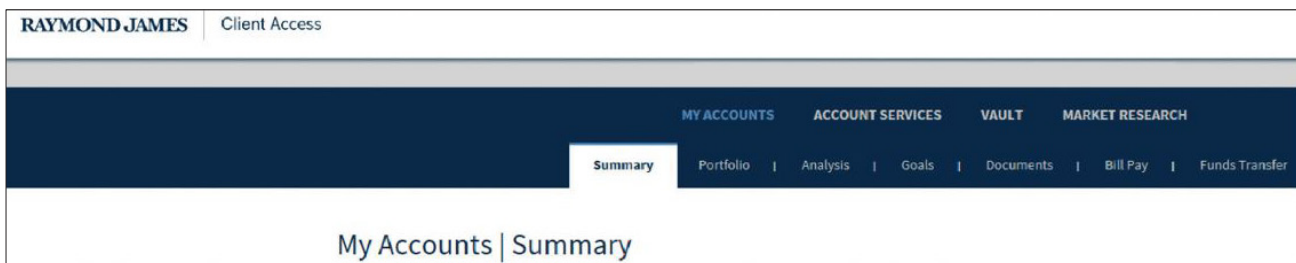 RAYMOND JAMES | Client Access
MY ACCOUNTS ACCOUNT SERVICES VAULT MARKET RESEARCH
Summary Portfolio | Analysis | Goals | Documents | Bill Pay | Funds Transfer
My Accounts | Summary